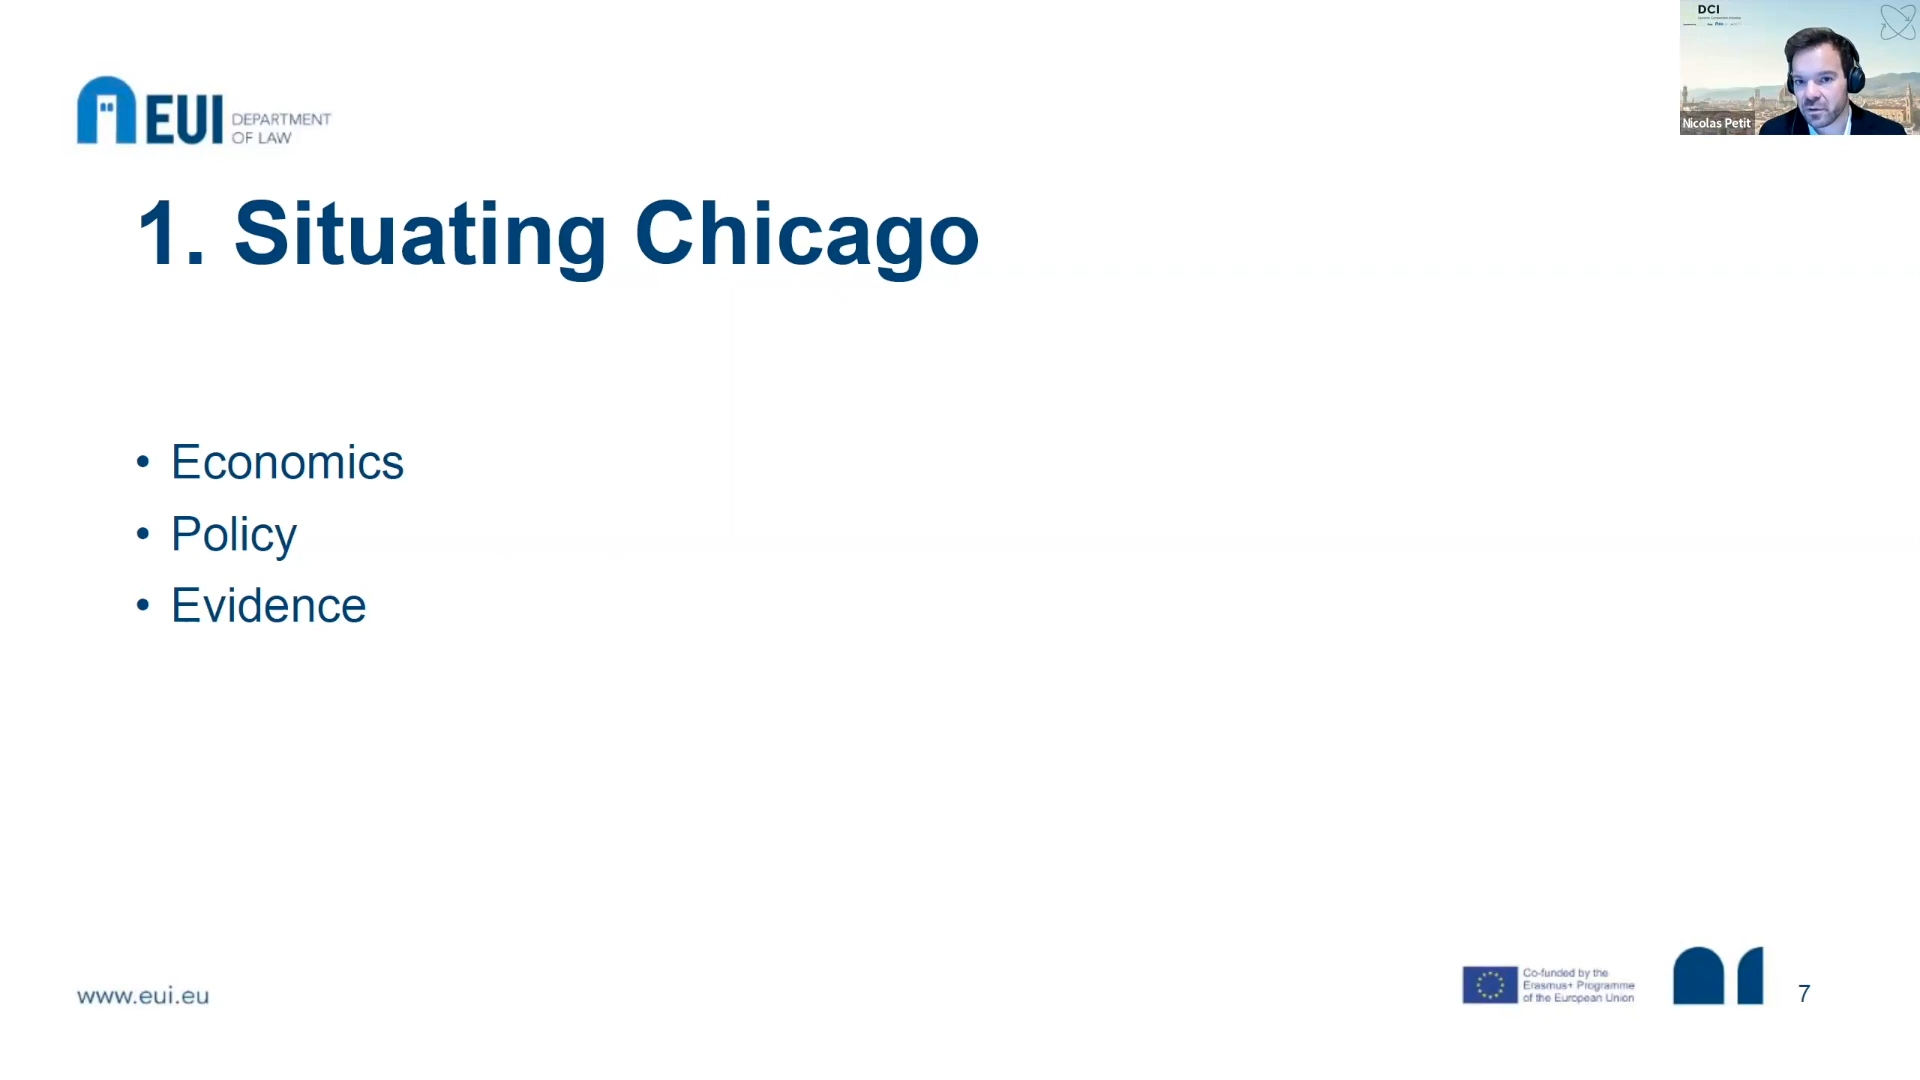 DCI
Nicolas Petit
EUI DEPARTMENT
OF LAW
1. Situating Chicago
• Economics
• Policy
• Evidence
www.eui.eu
Co-funded by the
Erasmus+ Programme
of the European Union
7